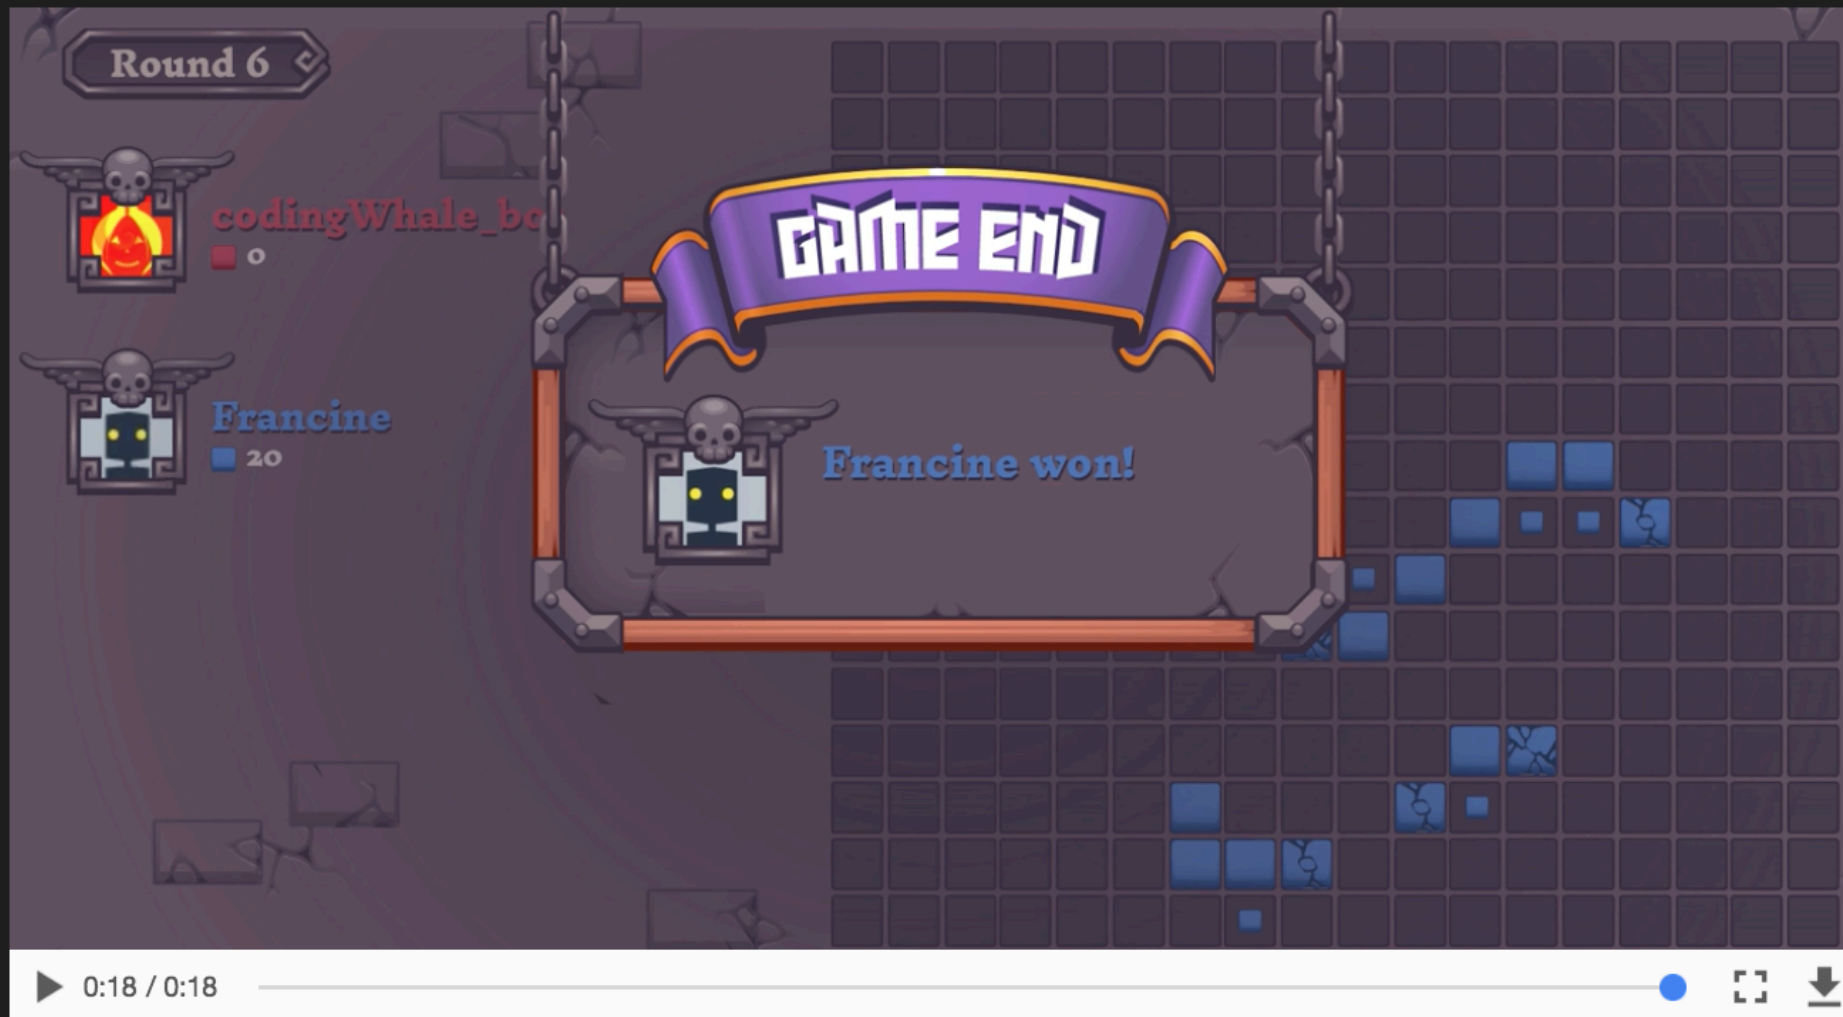 Round 6
codingWhale_bo
0
Francine
20
GAME END
Francine won!
0:18 / 0:18